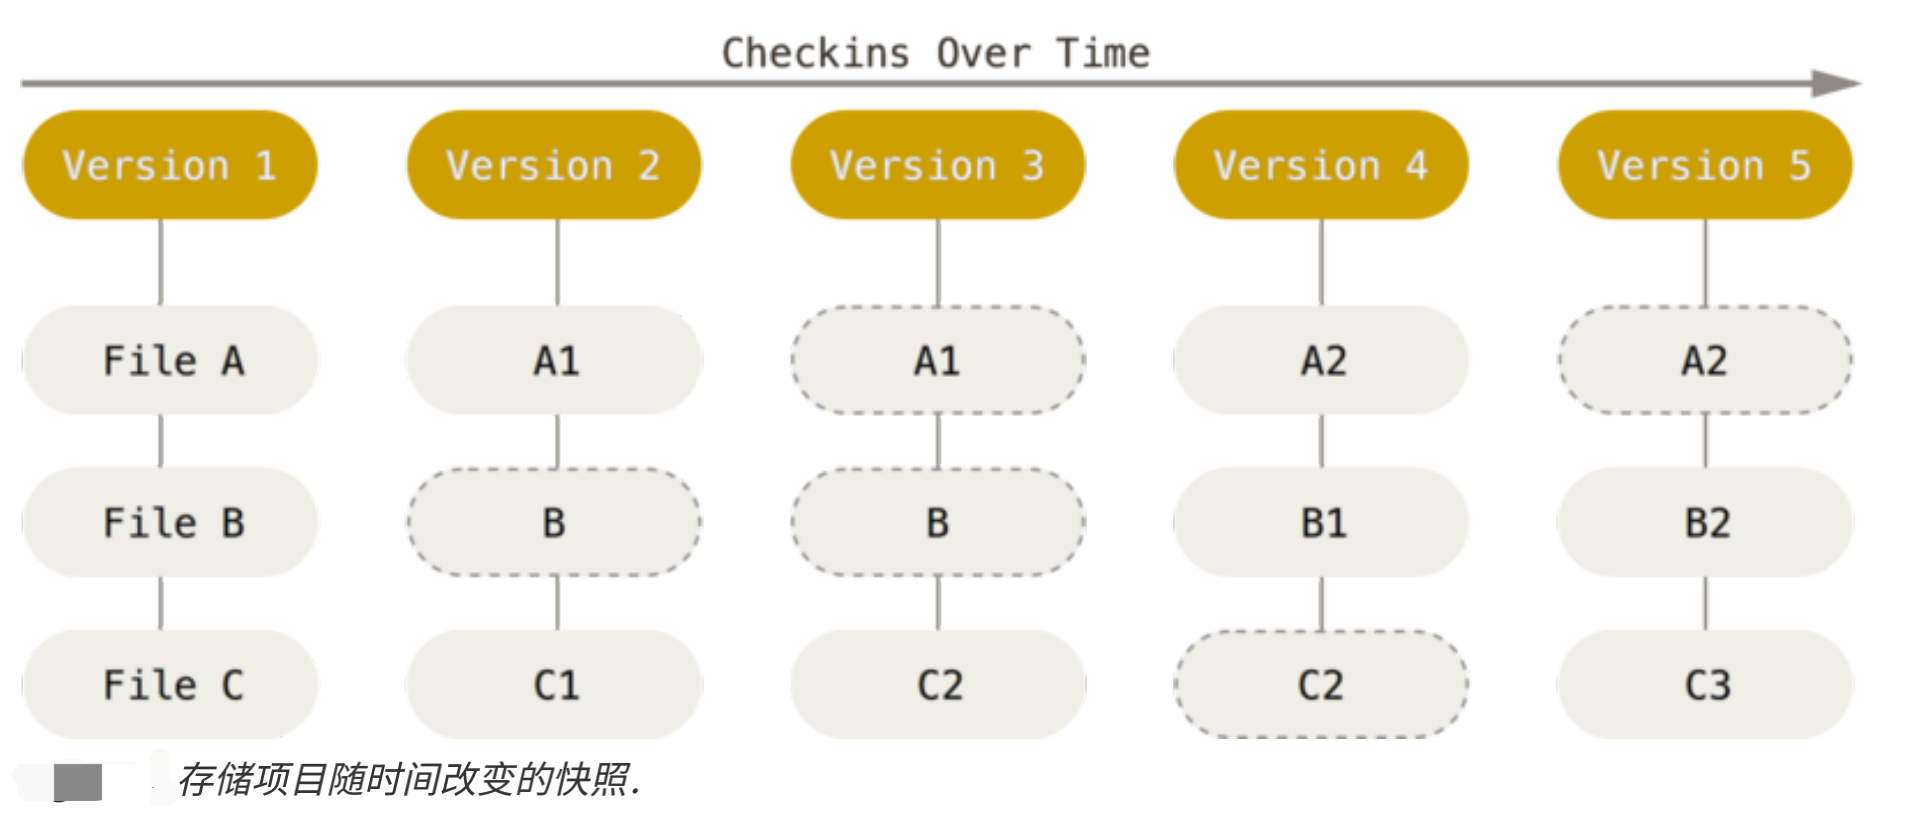 Checkins Over Time
Version 1 Version 2 Version 3 Version 4 Version 5
File A A1 A1 A2 A2
File B B B B1 B2
File C C1 C2 C2 C3
存储项目随时间改变的快照.